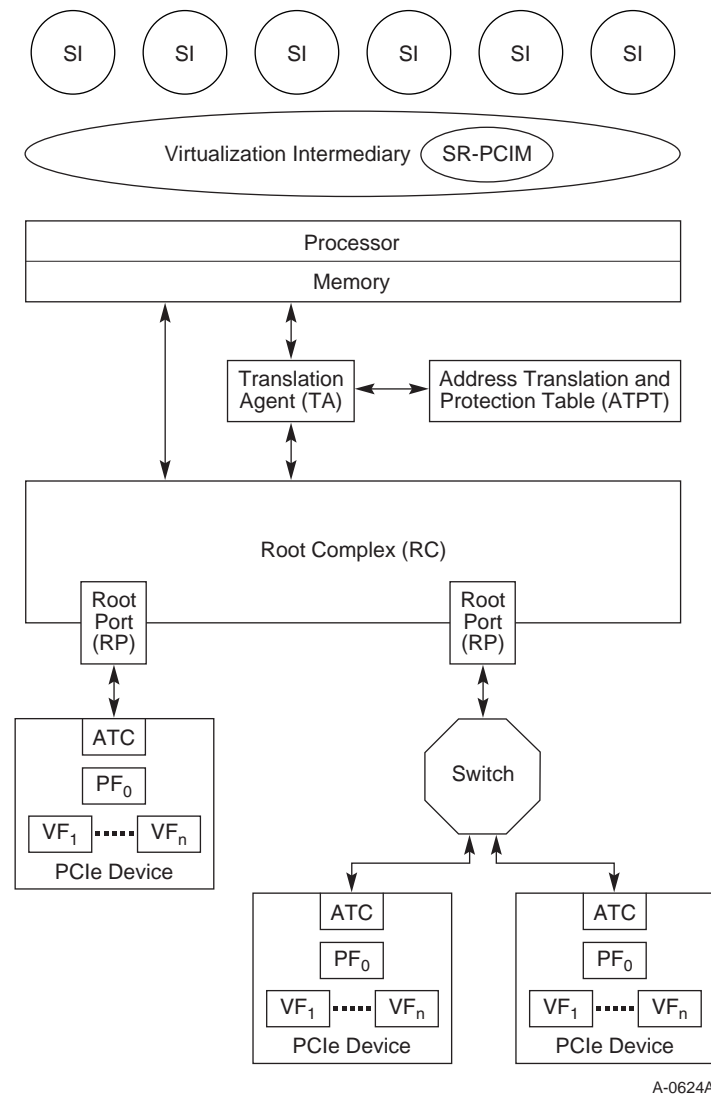 SI SI SI SI SI SI
Virtualization Intermediary SR-PCIM
Processor
Memory
Translation
Agent (TA)
Address Translation and
Protection Table (ATPT)
Root Complex (RC)
Root
Port
(RP)
Root
Port
(RP)
ATC
PF₀
VF₁ VFₙ
PCIe Device
Switch
ATC
PF₀
VF₁ VFₙ
PCIe Device
ATC
PF₀
VF₁ VFₙ
PCIe Device
A-0624A